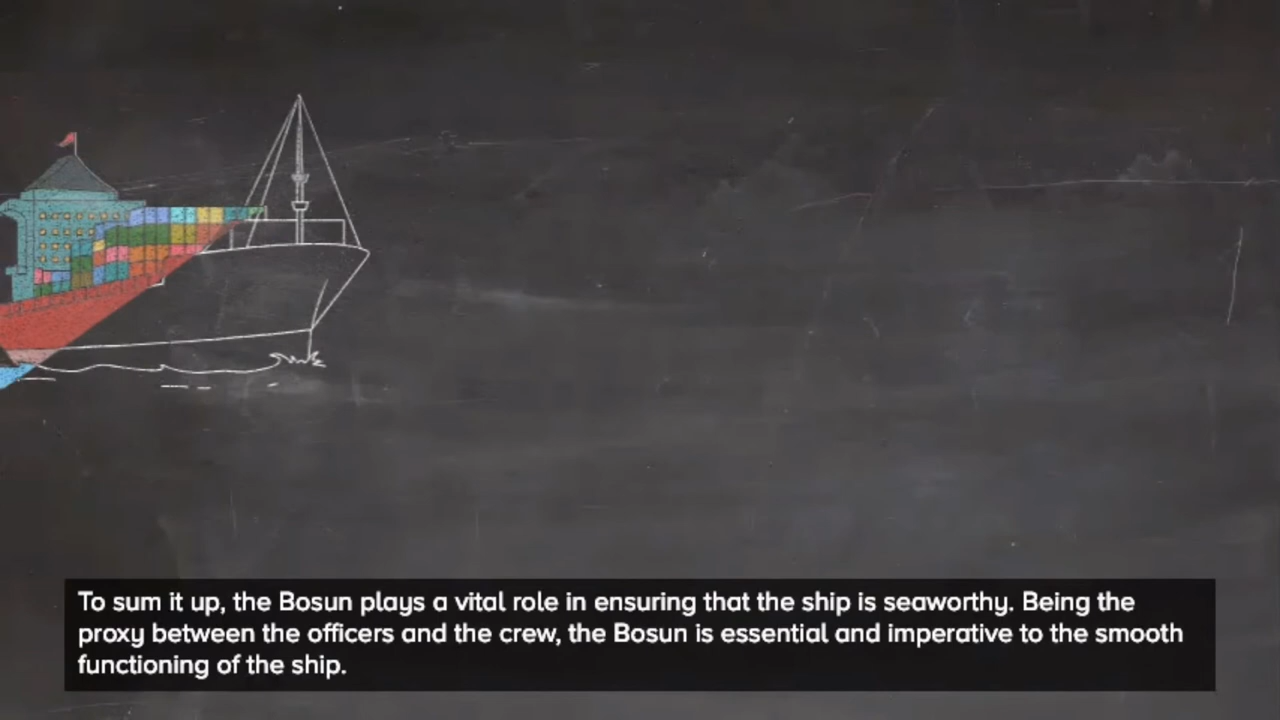 To sum it up, the Bosun plays a vital role in ensuring that the ship is seaworthy. Being the
proxy between the officers and the crew, the Bosun is essential and imperative to the smooth
functioning of the ship.